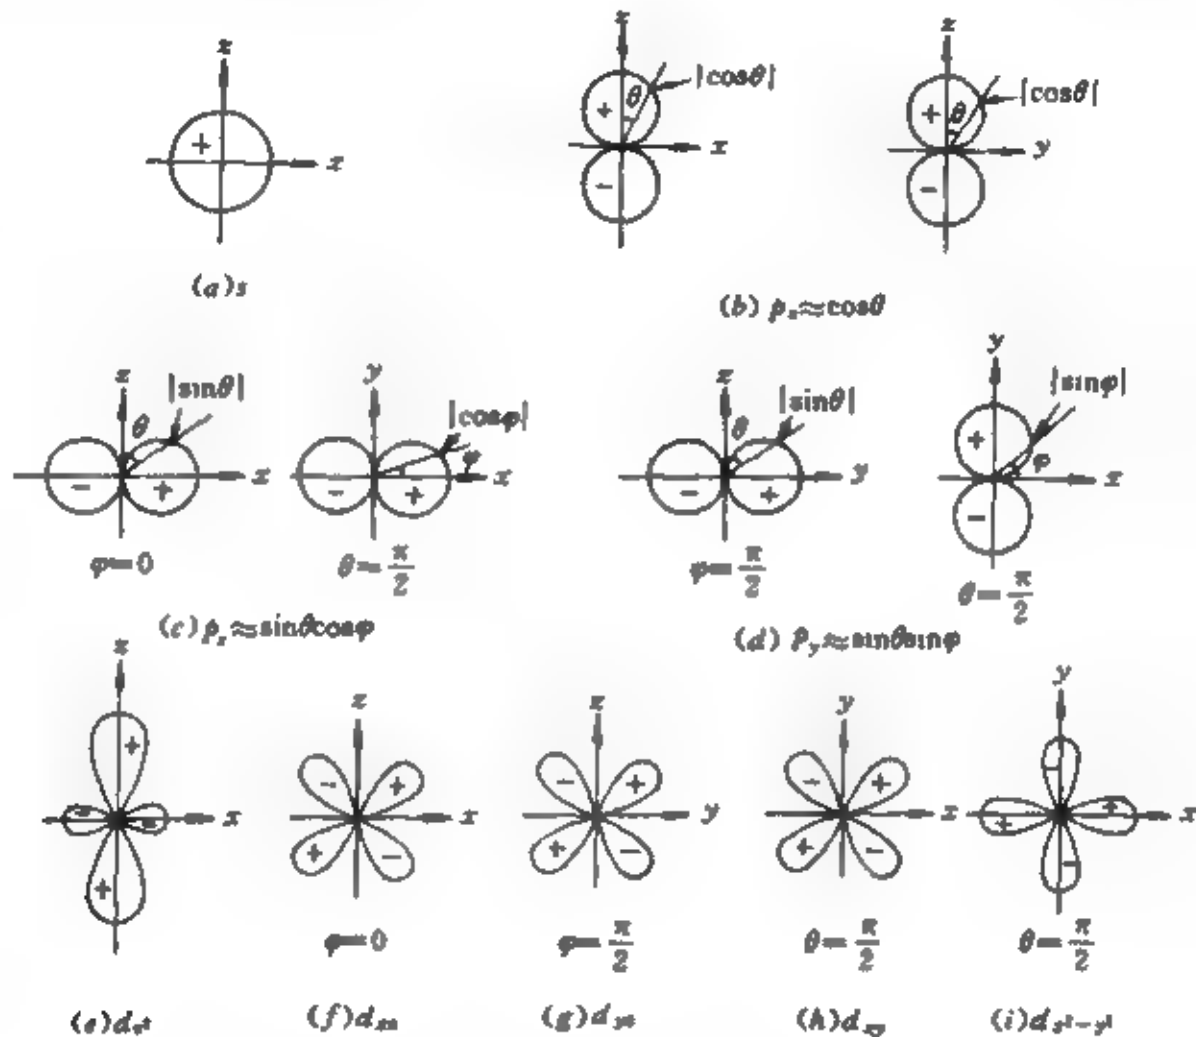 z
z
z
|cosθ|
|cosθ|
θ
θ
+
+
+
x
x
y
−
−
(a)s
(b) p_z≈cosθ
z
|sinθ|
y
|cosφ|
z
|sinθ|
y
|sinφ|
θ
θ
+
φ
φ
− +
x
− +
x
− +
y
x
−
φ=0
θ=π/2
φ=π/2
θ=π/2
(c) p_x≈sinθcosφ
(d) p_y≈sinθsinφ
z
z
z
y
y
+
− +
− +
− +
−
− −
x
x
y
x
+ +
x
+
+ −
+ −
+ −
−
φ=0
φ=π/2
θ=π/2
θ=π/2
(e)d_z²
(f)d_xz
(g)d_yz
(h)d_xy
(i)d_x²−y²